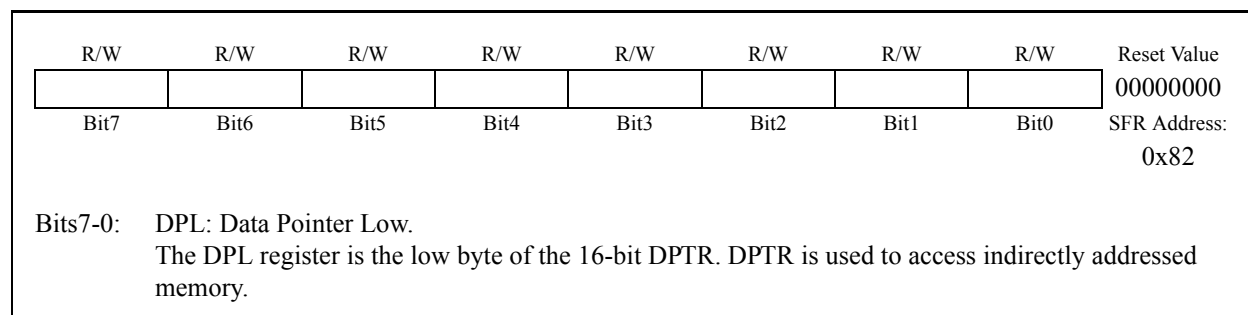 R/W R/W R/W R/W R/W R/W R/W R/W Reset Value
00000000
Bit7 Bit6 Bit5 Bit4 Bit3 Bit2 Bit1 Bit0 SFR Address:
0x82
Bits7-0: DPL: Data Pointer Low.
The DPL register is the low byte of the 16-bit DPTR. DPTR is used to access indirectly addressed
memory.